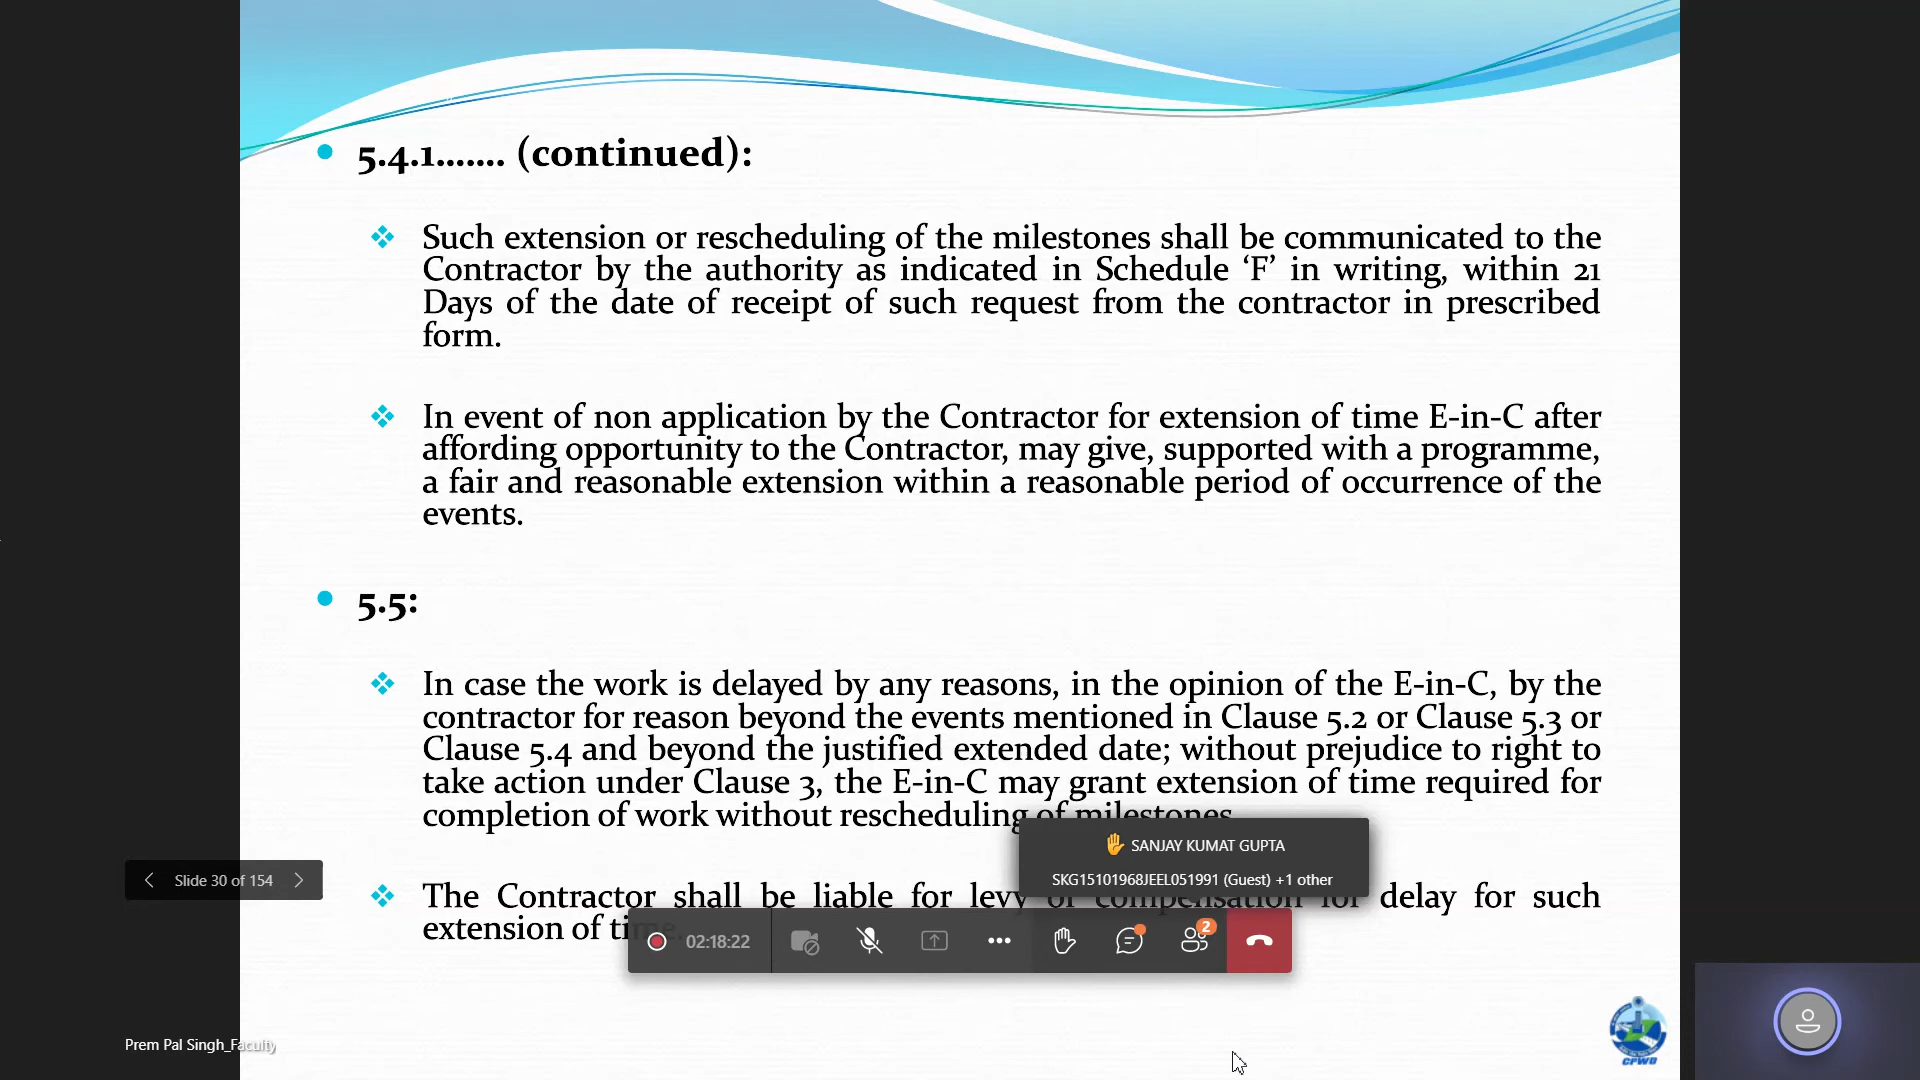 5.4.1....... (continued):
Such extension or rescheduling of the milestones shall be communicated to the
Contractor by the authority as indicated in Schedule ‘F’ in writing, within 21
Days of the date of receipt of such request from the contractor in prescribed
form.
In event of non application by the Contractor for extension of time E-in-C after
affording opportunity to the Contractor, may give, supported with a programme,
a fair and reasonable extension within a reasonable period of occurrence of the
events.
5.5:
In case the work is delayed by any reasons, in the opinion of the E-in-C, by the
contractor for reason beyond the events mentioned in Clause 5.2 or Clause 5.3 or
Clause 5.4 and beyond the justified extended date; without prejudice to right to
take action under Clause 3, the E-in-C may grant extension of time required for
completion of work without rescheduling of milestones.
SANJAY KUMAT GUPTA
SKG15101968JEEL051991 (Guest) +1 other
Slide 30 of 154
The Contractor shall be liable for levy of compensation for delay for such
extension of time.
02:18:22
2
Prem Pal Singh_Faculty
CPWD